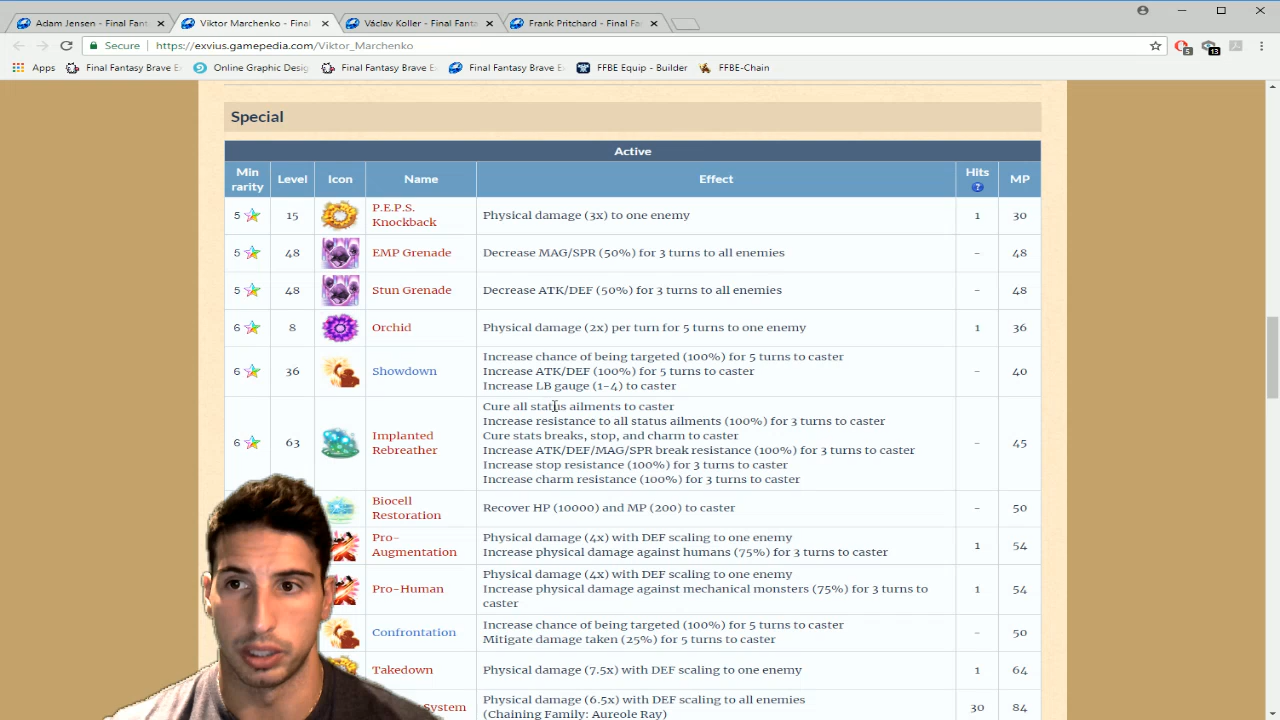 Adam Jensen - Final Fant
Viktor Marchenko - Final
Václav Koller - Final Fanta
Frank Pritchard - Final Fa
Secure
https://exvius.gamepedia.com/Viktor_Marchenko
5
13
Apps
Final Fantasy Brave E
Online Graphic Desig
Final Fantasy Brave E
Final Fantasy Brave E
FFBE Equip - Builder
FFBE-Chain
Special
Active
Min rarity Level Icon Name Effect Hits ? MP
5 15 P.E.P.S. Knockback Physical damage (3x) to one enemy 1 30
5 48 EMP Grenade Decrease MAG/SPR (50%) for 3 turns to all enemies - 48
5 48 Stun Grenade Decrease ATK/DEF (50%) for 3 turns to all enemies - 48
6 8 Orchid Physical damage (2x) per turn for 5 turns to one enemy 1 36
Increase chance of being targeted (100%) for 5 turns to caster
6 36 Showdown Increase ATK/DEF (100%) for 5 turns to caster - 40
Increase LB gauge (1-4) to caster
Cure all status ailments to caster
Increase resistance to all status ailments (100%) for 3 turns to caster
Cure stats breaks, stop, and charm to caster
6 63 Implanted Rebreather Increase ATK/DEF/MAG/SPR break resistance (100%) for 3 turns to caster - 45
Increase stop resistance (100%) for 3 turns to caster
Increase charm resistance (100%) for 3 turns to caster
Biocell Restoration Recover HP (10000) and MP (200) to caster - 50
Pro-Augmentation Physical damage (4x) with DEF scaling to one enemy
Increase physical damage against humans (75%) for 3 turns to caster 1 54
Physical damage (4x) with DEF scaling to one enemy
Pro-Human Increase physical damage against mechanical monsters (75%) for 3 turns to 1 54
caster
Increase chance of being targeted (100%) for 5 turns to caster
Confrontation Mitigate damage taken (25%) for 5 turns to caster - 50
Takedown Physical damage (7.5x) with DEF scaling to one enemy 1 64
Physical damage (6.5x) with DEF scaling to all enemies
System (Chaining Family: Aureole Ray) 30 84